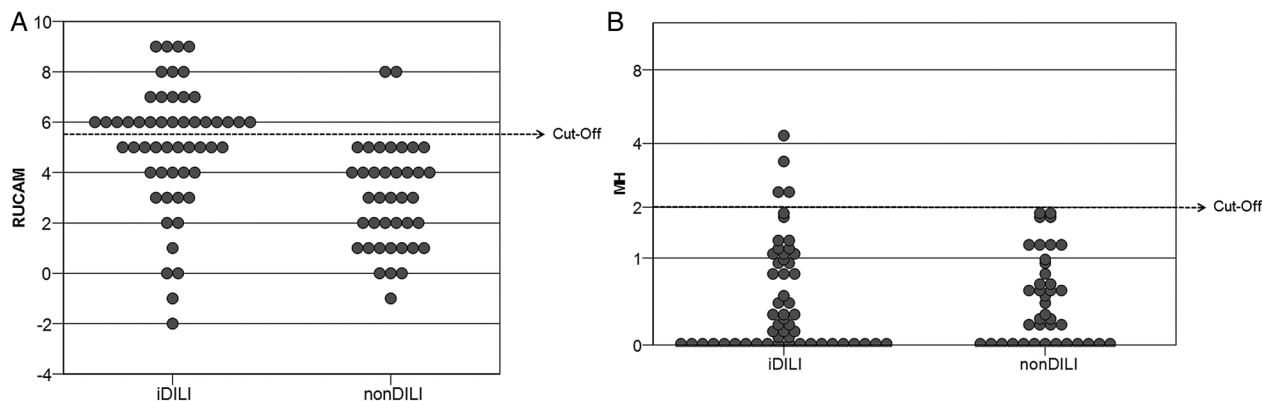 A
10
8
6
4
2
0
-2
-4
RUCAM
Cut-Off
iDILI
nonDILI
B
8
4
2
1
0
MH
Cut-Off
iDILI
nonDILI